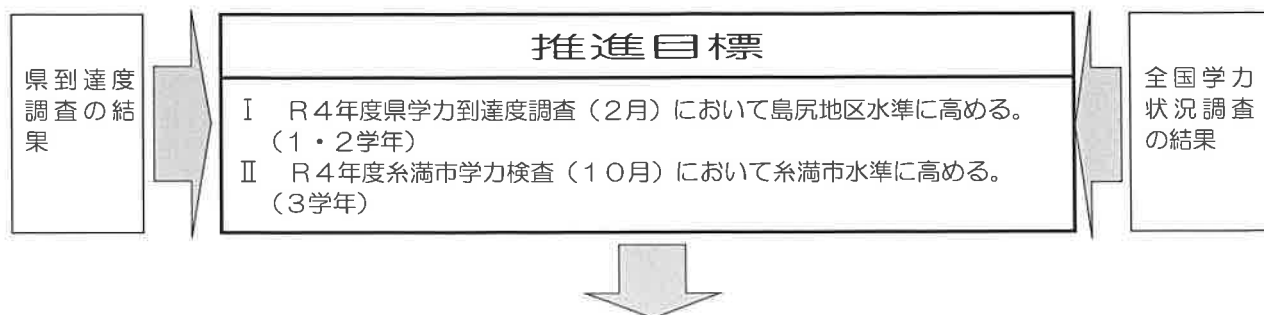 県到達度
調査の結
果
推進目標
Ⅰ　R4年度県学力到達度調査（2月）において島尻地区水準に高める。
（1・2学年）
Ⅱ　R4年度糸満市学力検査（10月）において糸満市水準に高める。
（3学年）
全国学力
状況調査
の結果